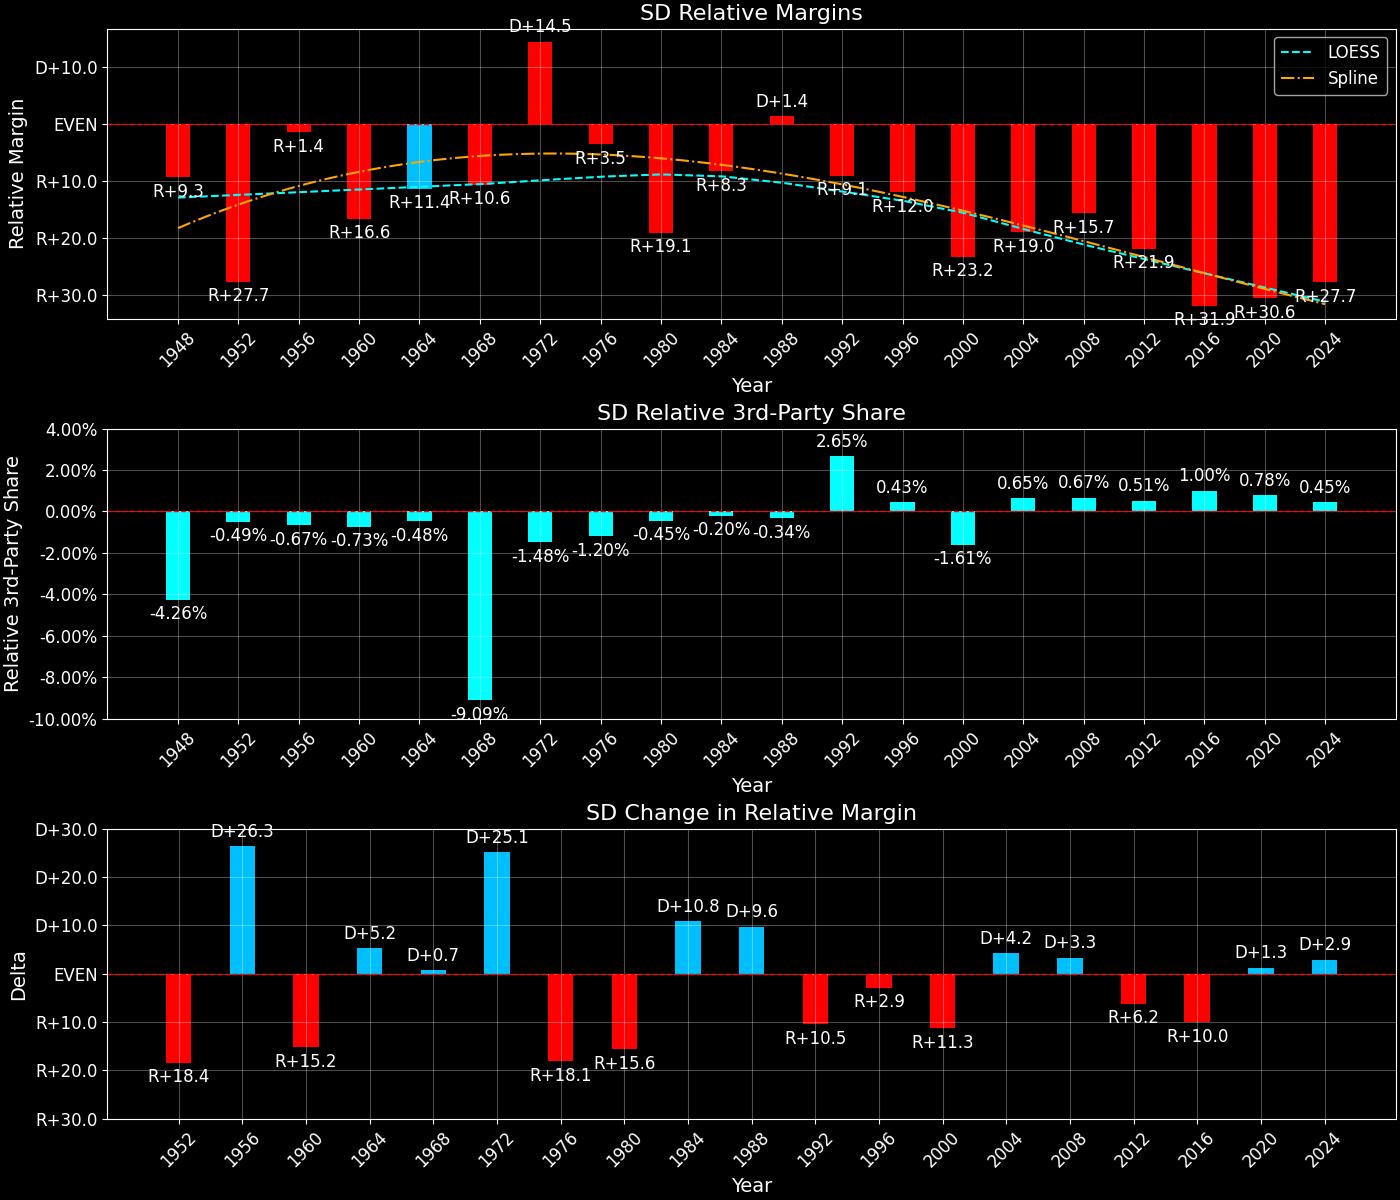 SD Relative Margins
Relative Margin
D+10.0
EVEN
R+10.0
R+20.0
R+30.0
LOESS
Spline
R+9.3
R+27.7
R+1.4
R+16.6
R+11.4
R+10.6
D+14.5
R+3.5
R+19.1
R+8.3
D+1.4
R+9.1
R+12.0
R+23.2
R+19.0
R+15.7
R+21.9
R+31.9
R+30.6
R+27.7
1948
1952
1956
1960
1964
1968
1972
1976
1980
1984
1988
1992
1996
2000
2004
2008
2012
2016
2020
2024
Year
SD Relative 3rd-Party Share
Relative 3rd-Party Share
4.00%
2.00%
0.00%
-2.00%
-4.00%
-6.00%
-8.00%
-10.00%
-4.26%
-0.49%
-0.67%
-0.73%
-0.48%
-9.09%
-1.48%
-1.20%
-0.45%
-0.20%
-0.34%
2.65%
0.43%
-1.61%
0.65%
0.67%
0.51%
1.00%
0.78%
0.45%
1948
1952
1956
1960
1964
1968
1972
1976
1980
1984
1988
1992
1996
2000
2004
2008
2012
2016
2020
2024
Year
SD Change in Relative Margin
Delta
D+30.0
D+20.0
D+10.0
EVEN
R+10.0
R+20.0
R+30.0
R+18.4
D+26.3
R+15.2
D+5.2
D+0.7
D+25.1
R+18.1
R+15.6
D+10.8
D+9.6
R+10.5
R+2.9
R+11.3
D+4.2
D+3.3
R+6.2
R+10.0
D+1.3
D+2.9
1952
1956
1960
1964
1968
1972
1976
1980
1984
1988
1992
1996
2000
2004
2008
2012
2016
2020
2024
Year